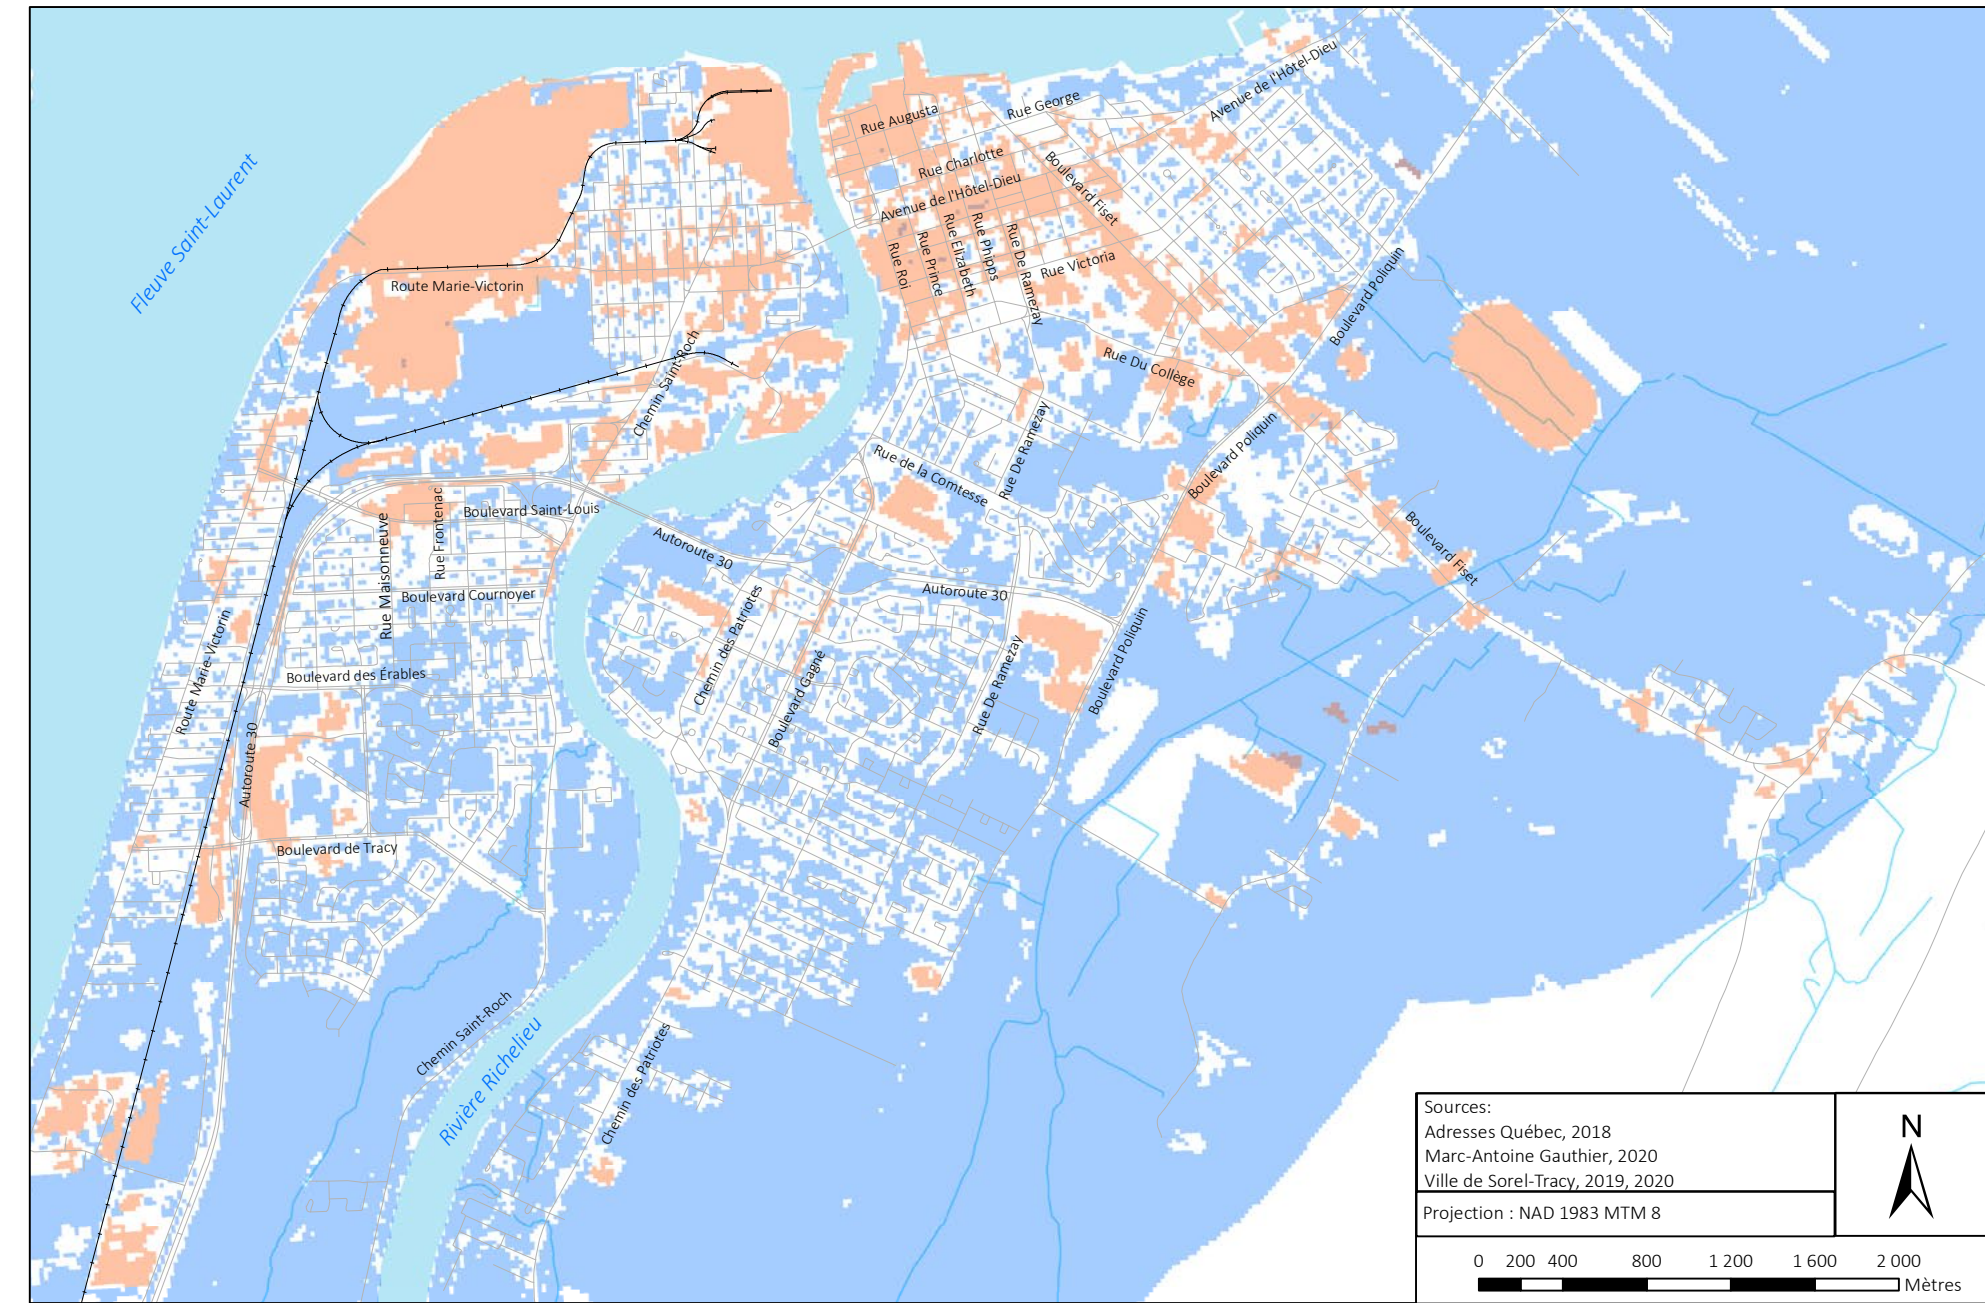 Avenue de l'Hôtel-Dieu
Rue George
Rue Augusta
Rue Charlotte
Boulevard Fiset
Avenue de l'Hôtel-Dieu
Fleuve Saint-Laurent
Rue Roi
Rue Prince
Rue Elizabeth
Rue Phipps
Rue De Ramezay
Rue Victoria
Boulevard Poliquin
Route Marie-Victorin
Chemin Saint-Roch
Rue Du Collège
Rue De Ramezay
Boulevard Poliquin
Rue de la Comtesse
Boulevard Saint-Louis
Rue Maisonneuve
Rue Frontenac
Autoroute 30
Boulevard Fiset
Boulevard Cournoyer
Autoroute 30
Chemin des Patriotes
Route Marie-Victorin
Boulevard des Érables
Boulevard Gagné
Rue De Ramezay
Boulevard Poliquin
Autoroute 30
Boulevard de Tracy
Chemin Saint-Roch
Rivière Richelieu
Chemin des Patriotes
Sources:
Adresses Québec, 2018
Marc-Antoine Gauthier, 2020
Ville de Sorel-Tracy, 2019, 2020
Projection : NAD 1983 MTM 8
N
0 200 400 800 1 200 1 600 2 000
Mètres